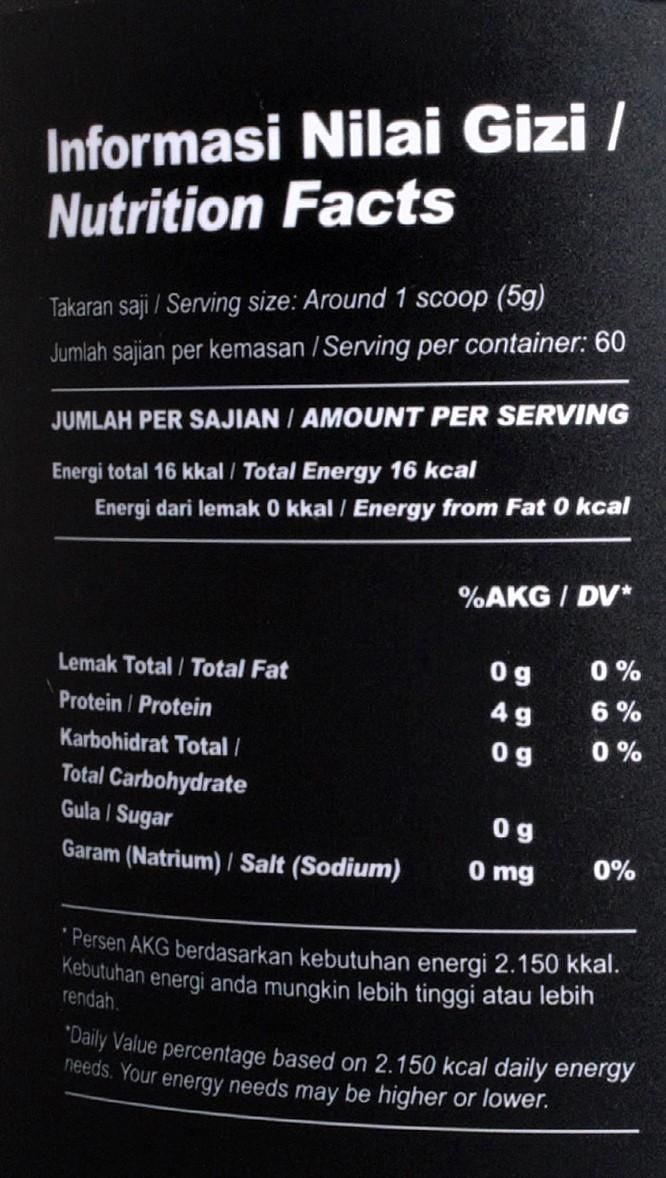 Informasi Nilai Gizi /
Nutrition Facts
Takaran saji / Serving size: Around 1 scoop (5g)
Jumlah sajian per kemasan / Serving per container: 60
JUMLAH PER SAJIAN / AMOUNT PER SERVING
Energi total 16 kkal / Total Energy 16 kcal
Energi dari lemak 0 kkal / Energy from Fat 0 kcal
%AKG / DV*
Lemak Total / Total Fat 0 g 0 %
Protein / Protein 4 g 6 %
Karbohidrat Total / 0 g 0 %
Total Carbohydrate
Gula / Sugar 0 g
Garam (Natrium) / Salt (Sodium) 0 mg 0%
* Persen AKG berdasarkan kebutuhan energi 2.150 kkal.
Kebutuhan energi anda mungkin lebih tinggi atau lebih
rendah.
*Daily Value percentage based on 2.150 kcal daily energy
needs. Your energy needs may be higher or lower.